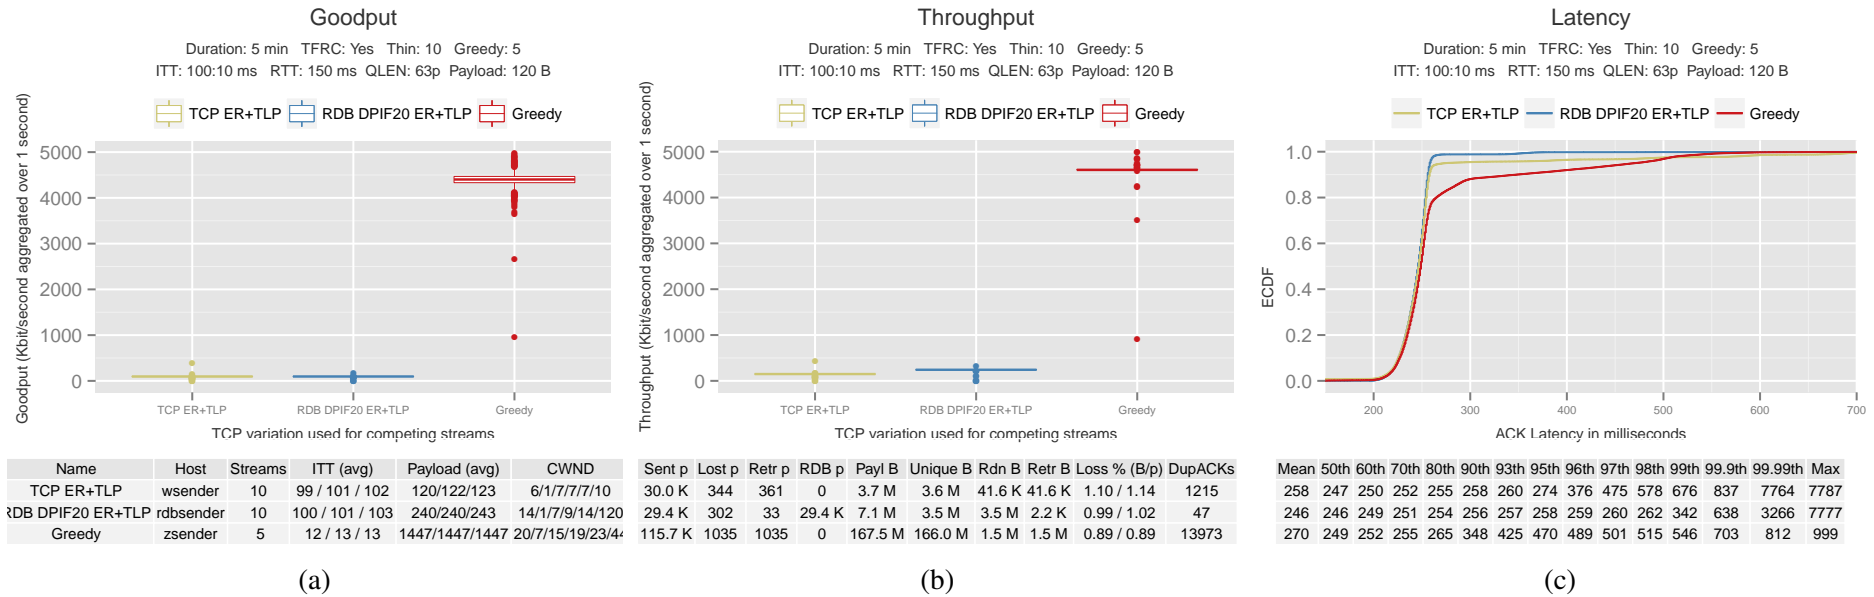 Goodput
Duration: 5 min TFRC: Yes Thin: 10 Greedy: 5
ITT: 100:10 ms RTT: 150 ms QLEN: 63p Payload: 120 B
TCP ER+TLP RDB DPIF20 ER+TLP Greedy
Goodput (Kbit/second aggregated over 1 second)
5000
4000
3000
2000
1000
0
TCP ER+TLP RDB DPIF20 ER+TLP Greedy
TCP variation used for competing streams
Name Host Streams ITT (avg) Payload (avg) CWND
TCP ER+TLP wsender 10 99 / 101 / 102 120/122/123 6/1/7/7/7/10
RDB DPIF20 ER+TLP rdbsender 10 100 / 101 / 103 240/240/243 14/1/7/9/14/120
Greedy zsender 5 12 / 13 / 13 1447/1447/1447 20/7/15/19/23/44
(a)
Throughput
Duration: 5 min TFRC: Yes Thin: 10 Greedy: 5
ITT: 100:10 ms RTT: 150 ms QLEN: 63p Payload: 120 B
TCP ER+TLP RDB DPIF20 ER+TLP Greedy
Throughput (Kbit/second aggregated over 1 second)
5000
4000
3000
2000
1000
0
TCP ER+TLP RDB DPIF20 ER+TLP Greedy
TCP variation used for competing streams
Sent p Lost p Retr p RDB p Payl B Unique B Rdn B Retr B Loss % (B/p) DupACKs
30.0 K 344 361 0 3.7 M 3.6 M 41.6 K 41.6 K 1.10 / 1.14 1215
29.4 K 302 33 29.4 K 7.1 M 3.5 M 3.5 M 2.2 K 0.99 / 1.02 47
115.7 K 1035 1035 0 167.5 M 166.0 M 1.5 M 1.5 M 0.89 / 0.89 13973
(b)
Latency
Duration: 5 min TFRC: Yes Thin: 10 Greedy: 5
ITT: 100:10 ms RTT: 150 ms QLEN: 63p Payload: 120 B
TCP ER+TLP RDB DPIF20 ER+TLP Greedy
ECDF
1.0
0.8
0.6
0.4
0.2
0.0
200 300 400 500 600 700
ACK Latency in milliseconds
Mean 50th 60th 70th 80th 90th 93th 95th 96th 97th 98th 99th 99.9th 99.99th Max
258 247 250 252 255 258 260 274 376 475 578 676 837 7764 7787
246 246 249 251 254 256 257 258 259 260 262 342 638 3266 7777
270 249 252 255 265 348 425 470 489 501 515 546 703 812 999
(c)